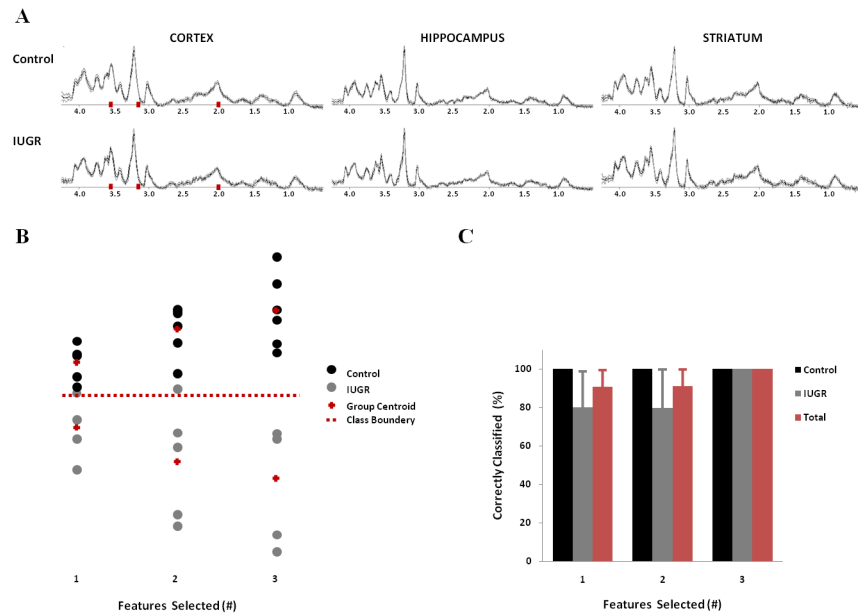 A
CORTEX HIPPOCAMPUS STRIATUM
Control
4.0 3.5 3.0 2.5 2.0 1.5 1.0 4.0 3.5 3.0 2.5 2.0 1.5 1.0 4.0 3.5 3.0 2.5 2.0 1.5 1.0
IUGR
4.0 3.5 3.0 2.5 2.0 1.5 1.0 4.0 3.5 3.0 2.5 2.0 1.5 1.0 4.0 3.5 3.0 2.5 2.0 1.5 1.0
B
Control
IUGR
Group Centroid
Class Boundery
1 2 3
Features Selected (#)
C
Correctly Classified (%)
100
80
60
40
20
0
1 2 3
Features Selected (#)
Control
IUGR
Total